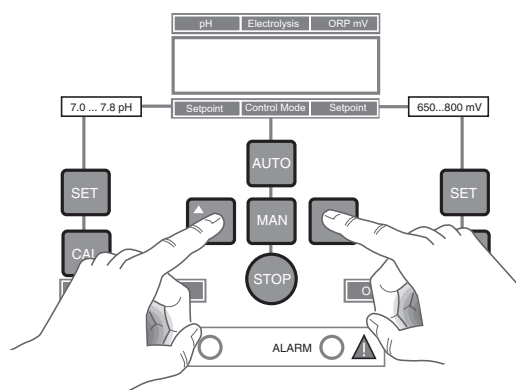 pH Electrolysis ORP mV
7.0 ... 7.8 pH Setpoint Control Mode Setpoint 650...800 mV
AUTO
SET SET
MAN
CAL
STOP
ALARM